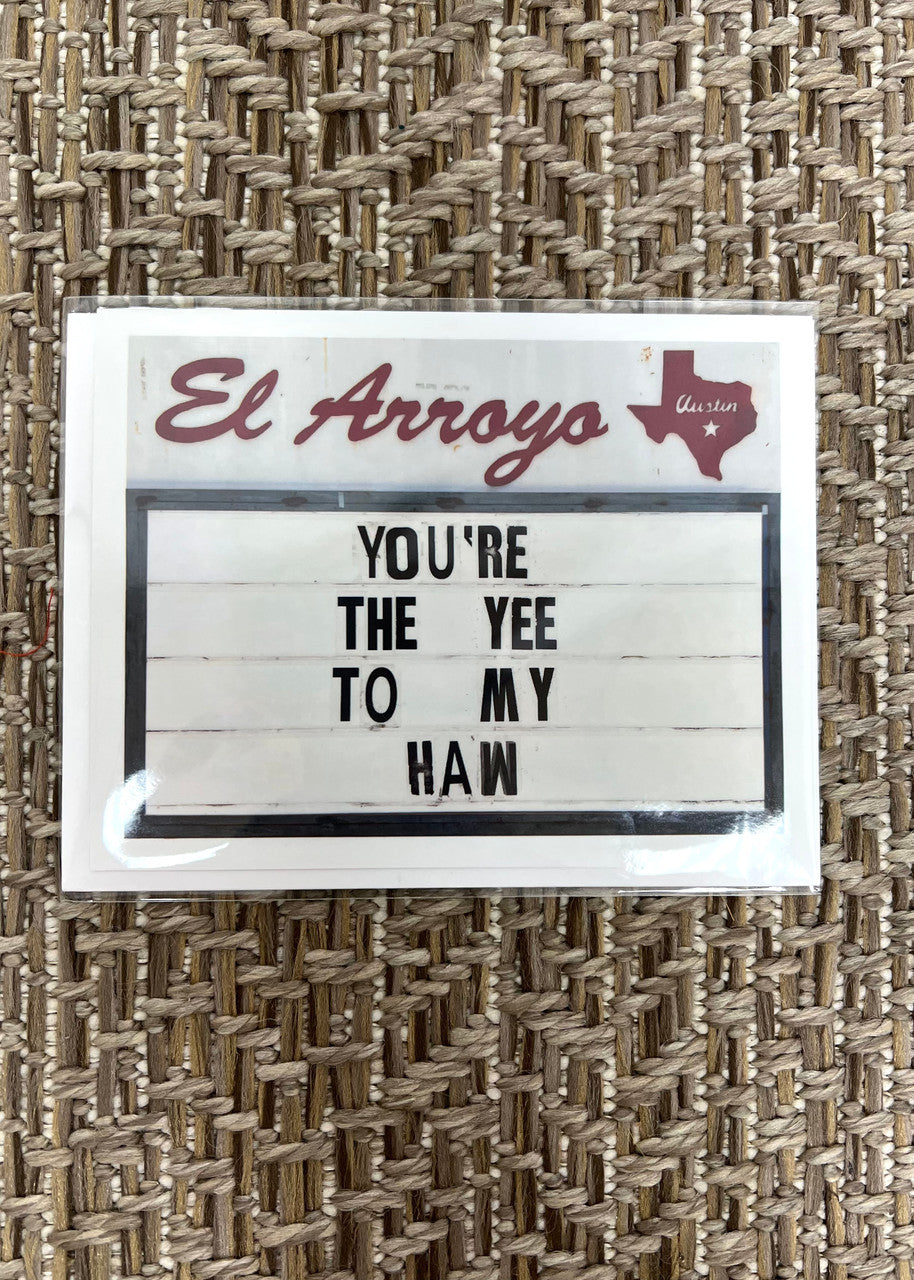 El Arroyo
Austin
YOU'RE
THE YEE
TO MY
HAW